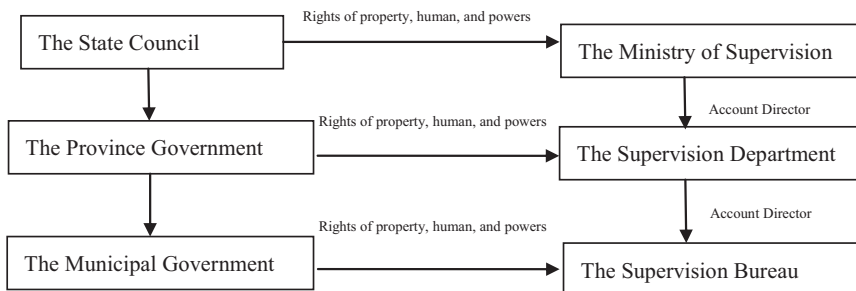 Rights of property, human, and powers
The State Council
The Ministry of Supervision
Account Director
Rights of property, human, and powers
The Province Government
The Supervision Department
Account Director
Rights of property, human, and powers
The Municipal Government
The Supervision Bureau